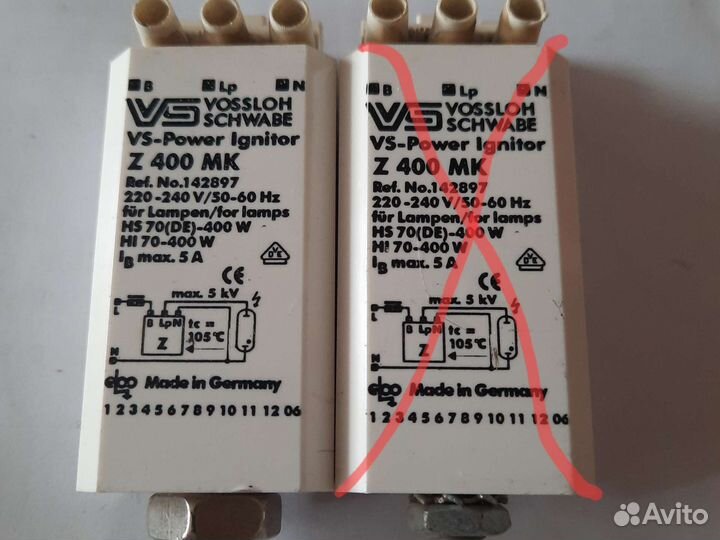 B Lp N
VS VOSSLOH
SCHWABE
VS-Power Ignitor
Z 400 MK
Ref. No.142897
220-240 V/50-60 Hz
für Lampen/for lamps
HS 70(DE)-400 W
HI 70-400 W
IB max. 5 A
CE
max. 5 kV
L
B LpN
tc =
105°C
Z
N
Made in Germany
1 2 3 4 5 6 7 8 9 10 11 12 06
B Lp N
VS VOSSLOH
SCHWABE
VS-Power Ignitor
Z 400 MK
Ref. No.142897
220-240 V/50-60 Hz
für Lampen/for lamps
HS 70(DE)-400 W
HI 70-400 W
IB max. 5 A
CE
max. 5 kV
L
B LpN
tc =
105°C
Z
N
Made in Germany
1 2 3 4 5 6 7 8 9 10 11 12 06
Avito